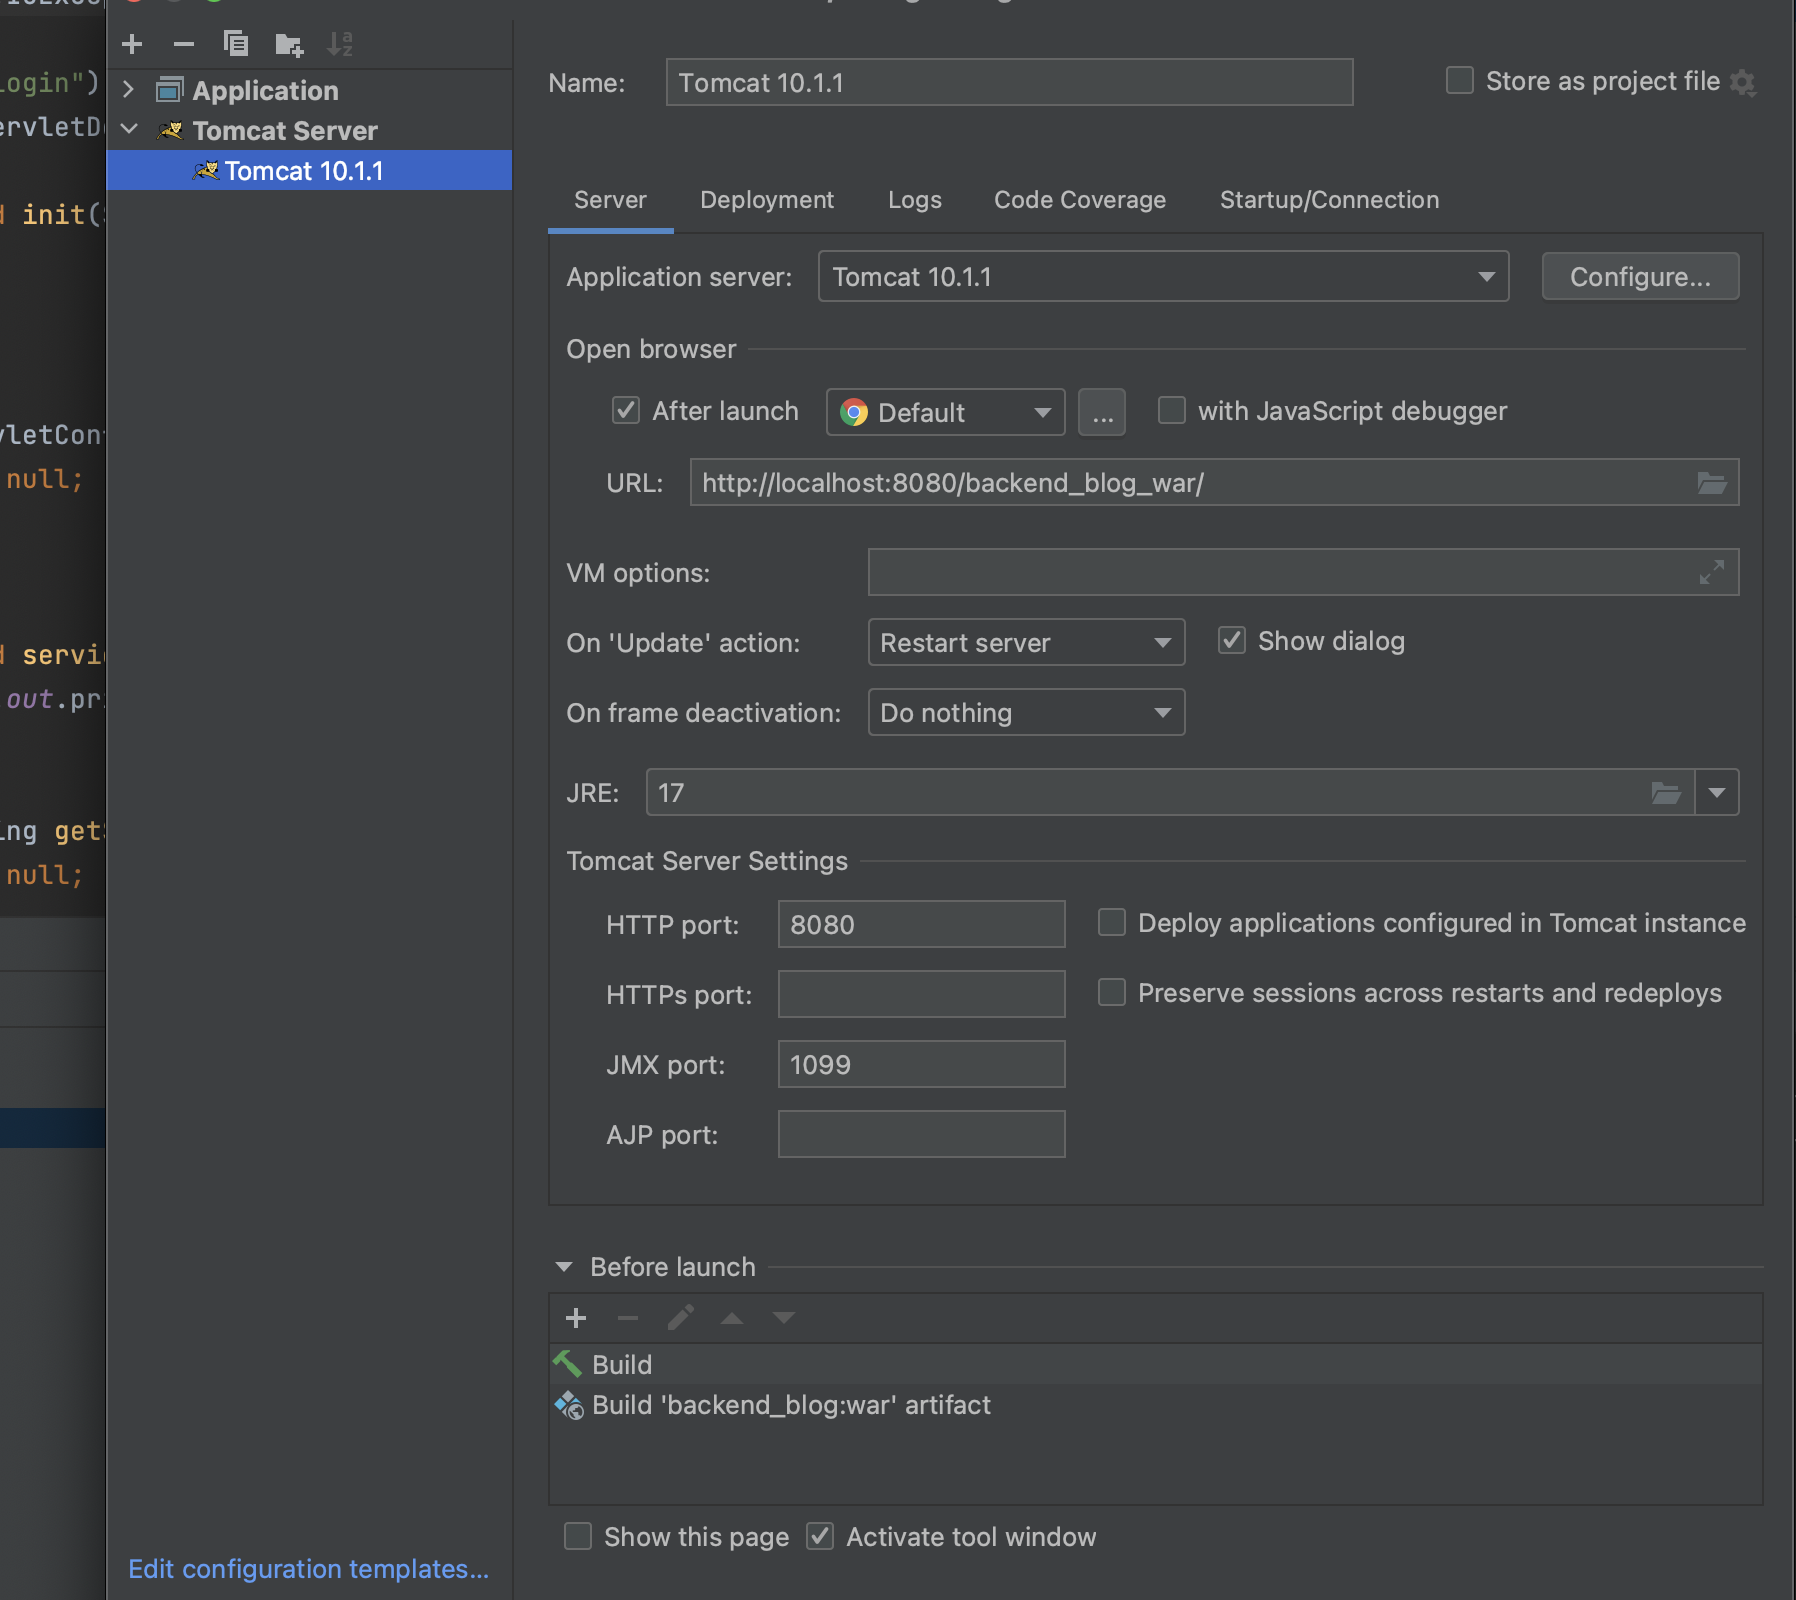 ogin")
ervletD
init(
vletCon
null;
servi
out.pr
ing get
null;
Application
Tomcat Server
Tomcat 10.1.1
Edit configuration templates...
Name: Tomcat 10.1.1 Store as project file
Server Deployment Logs Code Coverage Startup/Connection
Application server: Tomcat 10.1.1 Configure...
Open browser
After launch Default ... with JavaScript debugger
URL: http://localhost:8080/backend_blog_war/
VM options:
On 'Update' action: Restart server Show dialog
On frame deactivation: Do nothing
JRE: 17
Tomcat Server Settings
HTTP port: 8080 Deploy applications configured in Tomcat instance
HTTPs port: Preserve sessions across restarts and redeploys
JMX port: 1099
AJP port:
Before launch
Build
Build 'backend_blog:war' artifact
Show this page Activate tool window